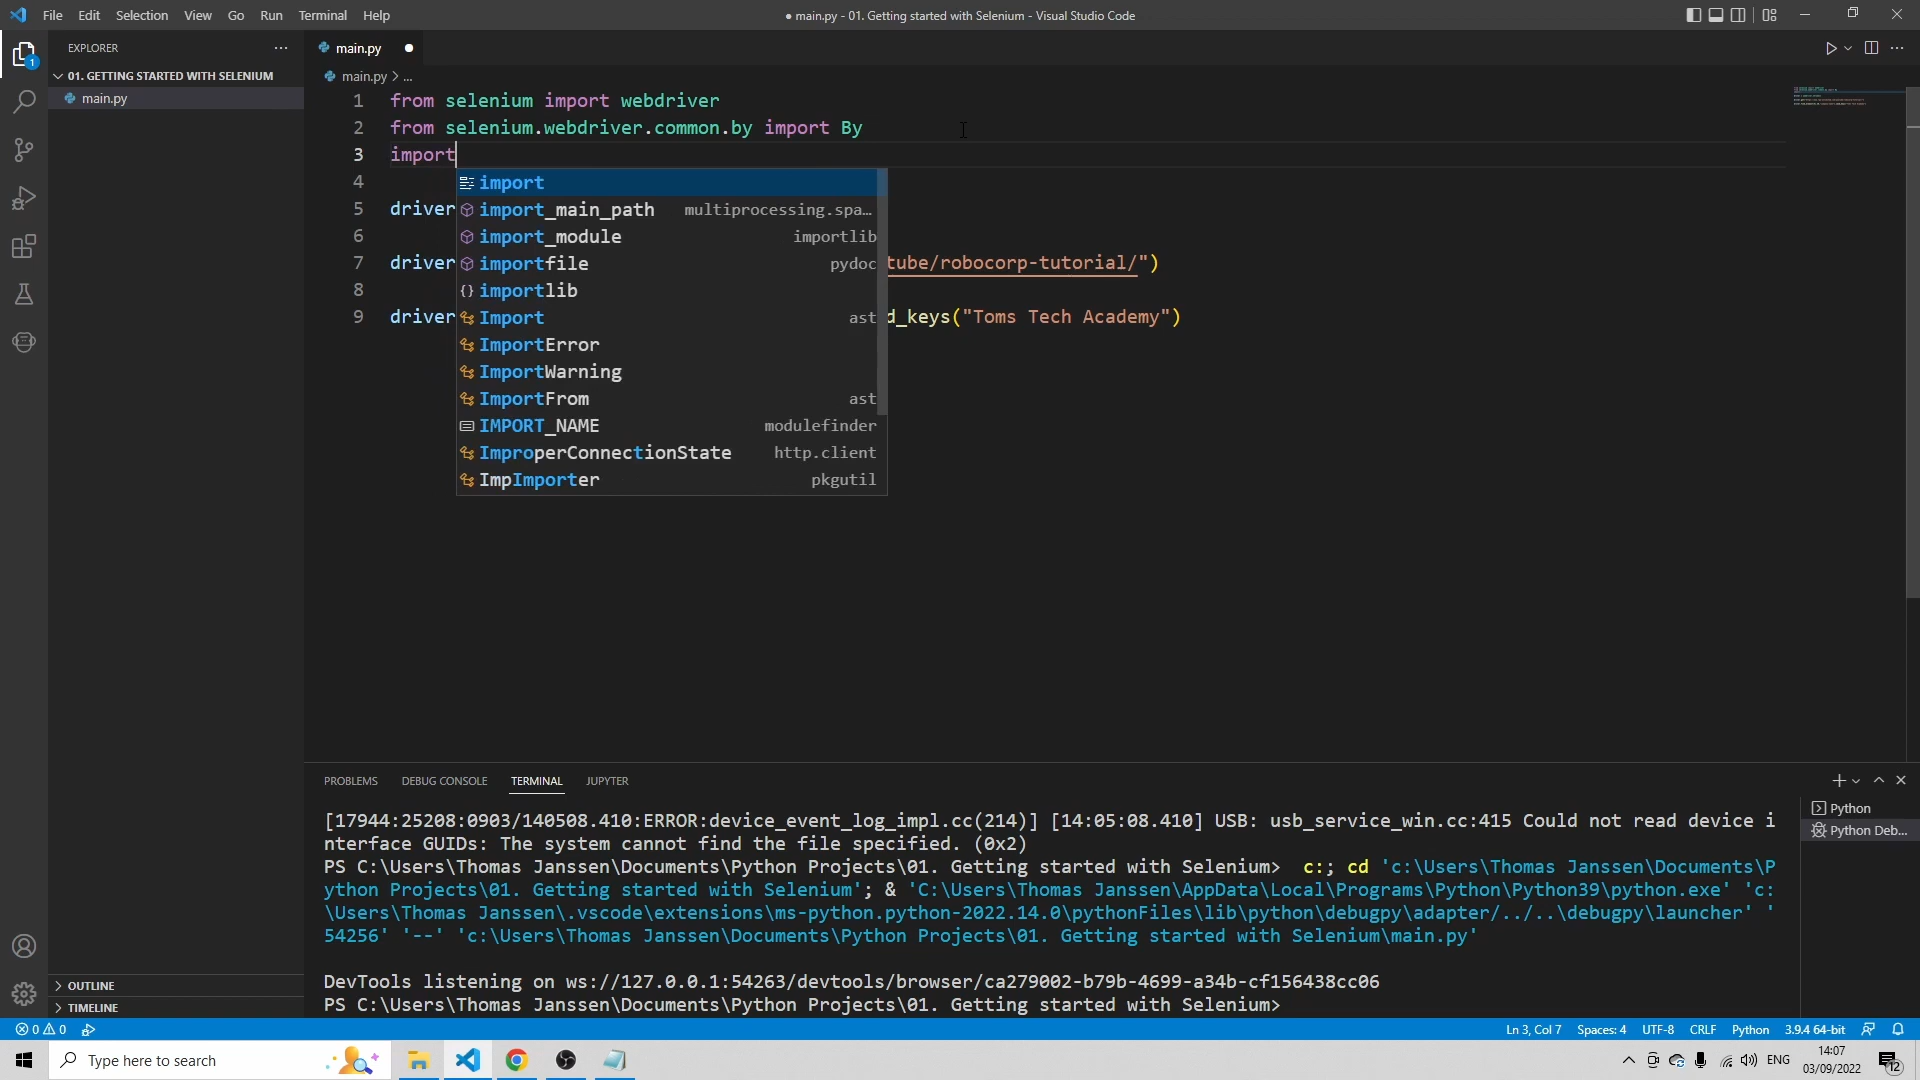 File Edit Selection View Go Run Terminal Help
● main.py - 01. Getting started with Selenium - Visual Studio Code
EXPLORER
1
01. GETTING STARTED WITH SELENIUM
main.py
main.py
main.py > ...
1 from selenium import webdriver
2 from selenium.webdriver.common.by import By
3 import
4
5 driver
6
7 driver tube/robocorp-tutorial/")
8
9 driver d_keys("Toms Tech Academy")
import
import_main_path multiprocessing.spa…
import_module importlib
importfile pydoc
importlib
Import ast
ImportError
ImportWarning
ImportFrom ast
IMPORT_NAME modulefinder
ImproperConnectionState http.client
ImpImporter pkgutil
PROBLEMS DEBUG CONSOLE TERMINAL JUPYTER
[17944:25208:0903/140508.410:ERROR:device_event_log_impl.cc(214)] [14:05:08.410] USB: usb_service_win.cc:415 Could not read device i
nterface GUIDs: The system cannot find the file specified. (0x2)
PS C:\Users\Thomas Janssen\Documents\Python Projects\01. Getting started with Selenium> c:; cd 'c:\Users\Thomas Janssen\Documents\P
ython Projects\01. Getting started with Selenium'; & 'C:\Users\Thomas Janssen\AppData\Local\Programs\Python\Python39\python.exe' 'c:
\Users\Thomas Janssen\.vscode\extensions\ms-python.python-2022.14.0\pythonFiles\lib\python\debugpy\adapter/../..\debugpy\launcher' '
54256' '--' 'c:\Users\Thomas Janssen\Documents\Python Projects\01. Getting started with Selenium\main.py'
DevTools listening on ws://127.0.0.1:54263/devtools/browser/ca279002-b79b-4699-a34b-cf156438cc06
PS C:\Users\Thomas Janssen\Documents\Python Projects\01. Getting started with Selenium>
Python
Python Deb...
OUTLINE
TIMELINE
0 0
Ln 3, Col 7 Spaces: 4 UTF-8 CRLF Python 3.9.4 64-bit
Type here to search
ENG
14:07
03/09/2022
12